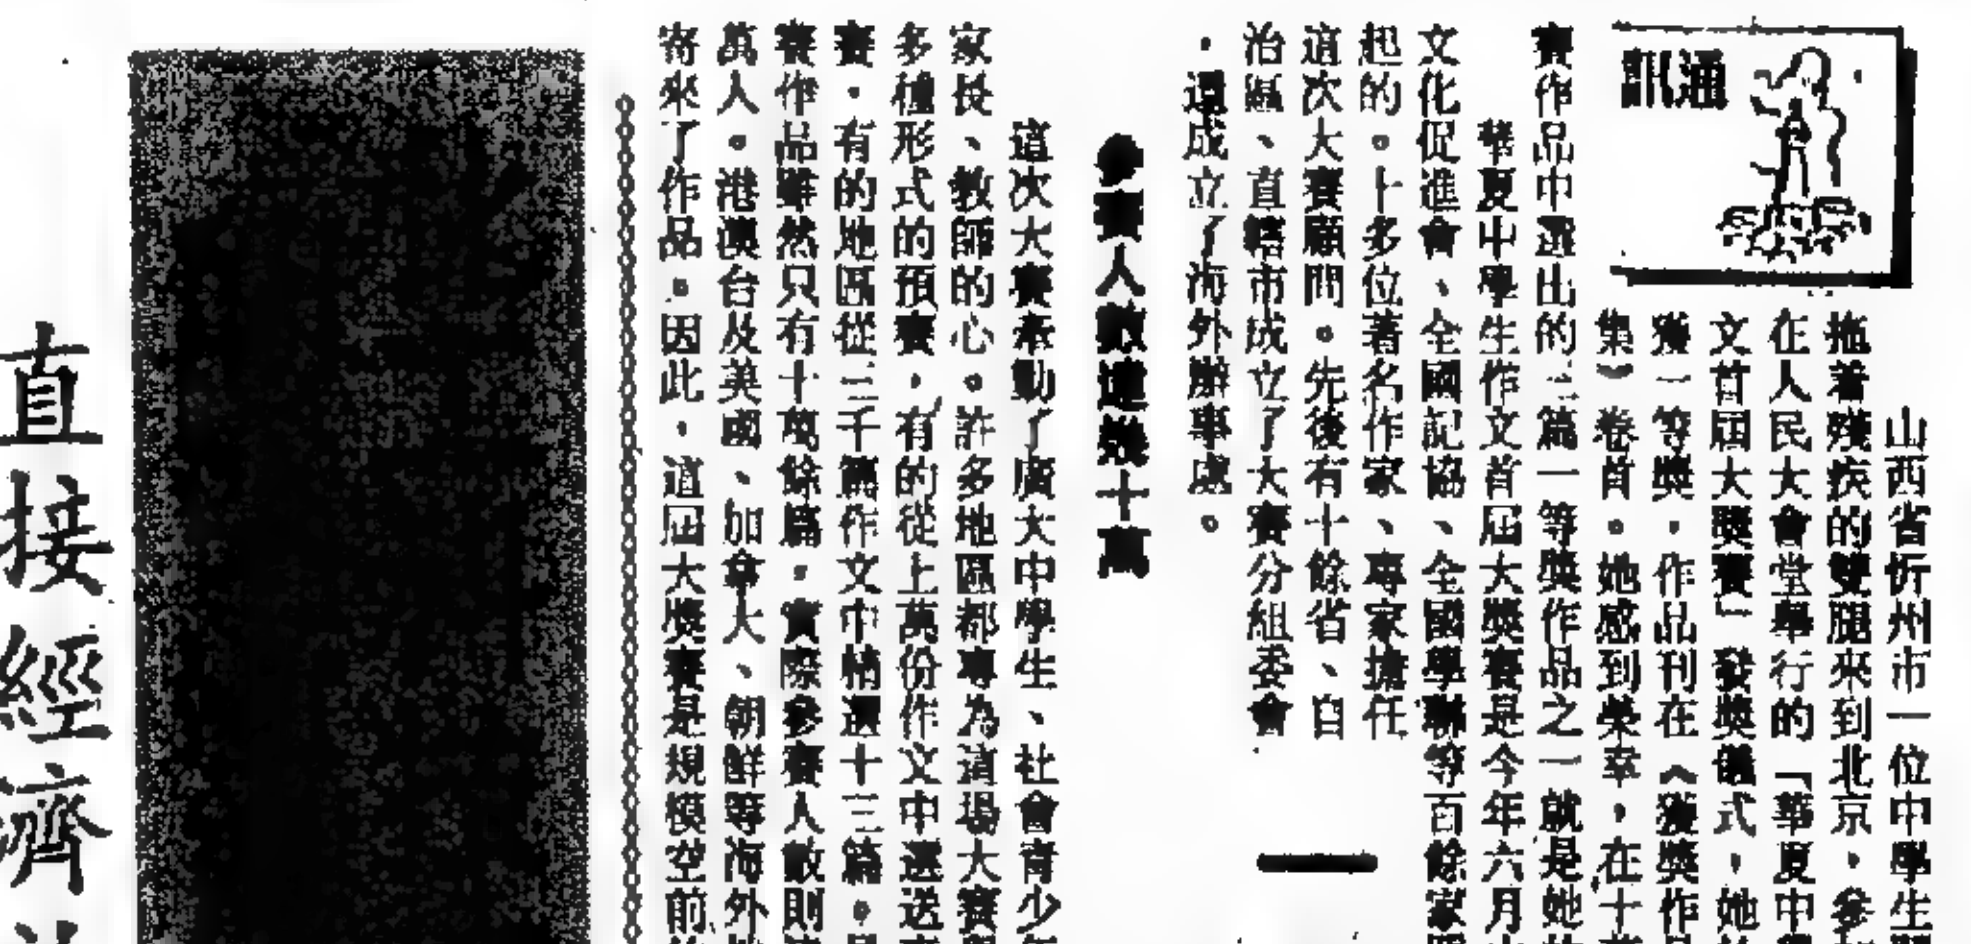 通訊
山西省忻州市一位中學生
拖着殘疾的雙腿來到北京，參
在人民大會堂舉行的「華夏中
文首屆大獎賽」發獎儀式，她
獲一等獎，作品刊在《獲獎作
集》卷首。她感到榮幸，在十
賽作品中選出的三篇一等獎作品之一就是她
華夏中學生作文首屆大獎賽是今年六月
文化促進會、全國記協、全國學聯等百餘家
起的。十多位著名作家、專家擔任
這次大賽顧問。先後有十餘省、自
治區、直轄市成立了大賽分組委會
，還成立了海外辦事處。
參賽人數達幾十萬
這次大賽牽動了廣大中學生、社會青少
家長、教師的心。許多地區都專為這場大賽
多種形式的預賽，有的從上萬份作文中選送
賽，有的地區從三千篇作文中精選十三篇。
賽作品雖然只有十萬餘篇，實際參賽人數則
萬人。港澳台及美國、加拿大、朝鮮等海外
寄來了作品。因此，這屆大獎賽是規模空前
直接經濟